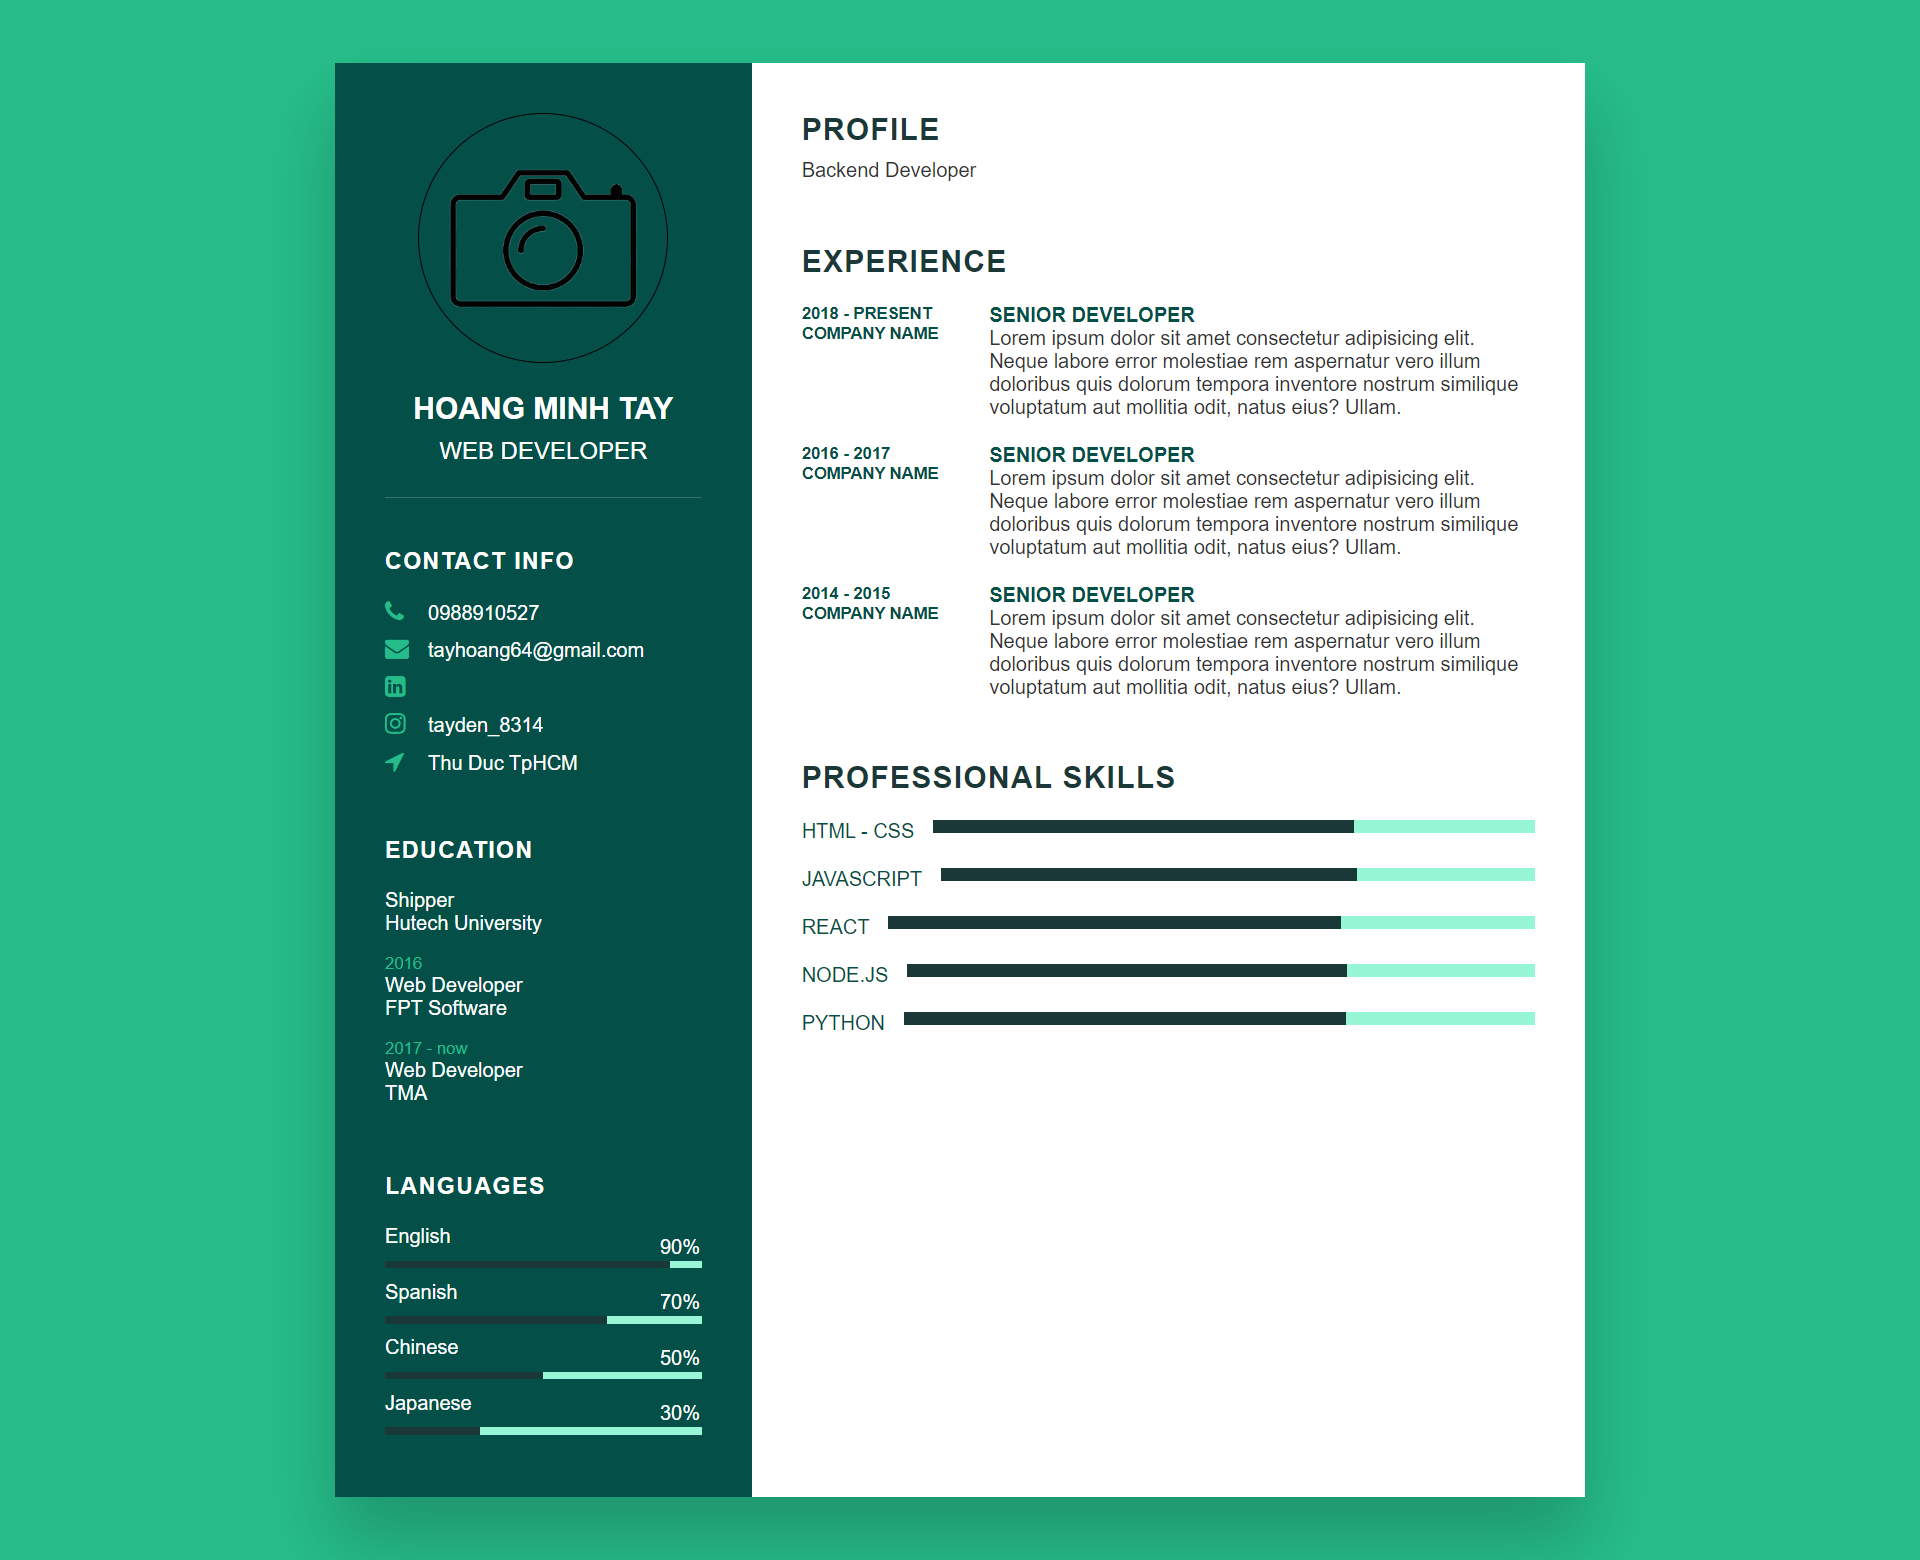 HOANG MINH TAY
WEB DEVELOPER
CONTACT INFO
0988910527
tayhoang64@gmail.com
tayden_8314
Thu Duc TpHCM
EDUCATION
Shipper
Hutech University
2016
Web Developer
FPT Software
2017 - now
Web Developer
TMA
LANGUAGES
English
90%
Spanish
70%
Chinese
50%
Japanese
30%
PROFILE
Backend Developer
EXPERIENCE
2018 - PRESENT
COMPANY NAME
SENIOR DEVELOPER
Lorem ipsum dolor sit amet consectetur adipisicing elit.
Neque labore error molestiae rem aspernatur vero illum
doloribus quis dolorum tempora inventore nostrum similique
voluptatum aut mollitia odit, natus eius? Ullam.
2016 - 2017
COMPANY NAME
SENIOR DEVELOPER
Lorem ipsum dolor sit amet consectetur adipisicing elit.
Neque labore error molestiae rem aspernatur vero illum
doloribus quis dolorum tempora inventore nostrum similique
voluptatum aut mollitia odit, natus eius? Ullam.
2014 - 2015
COMPANY NAME
SENIOR DEVELOPER
Lorem ipsum dolor sit amet consectetur adipisicing elit.
Neque labore error molestiae rem aspernatur vero illum
doloribus quis dolorum tempora inventore nostrum similique
voluptatum aut mollitia odit, natus eius? Ullam.
PROFESSIONAL SKILLS
HTML - CSS
JAVASCRIPT
REACT
NODE.JS
PYTHON